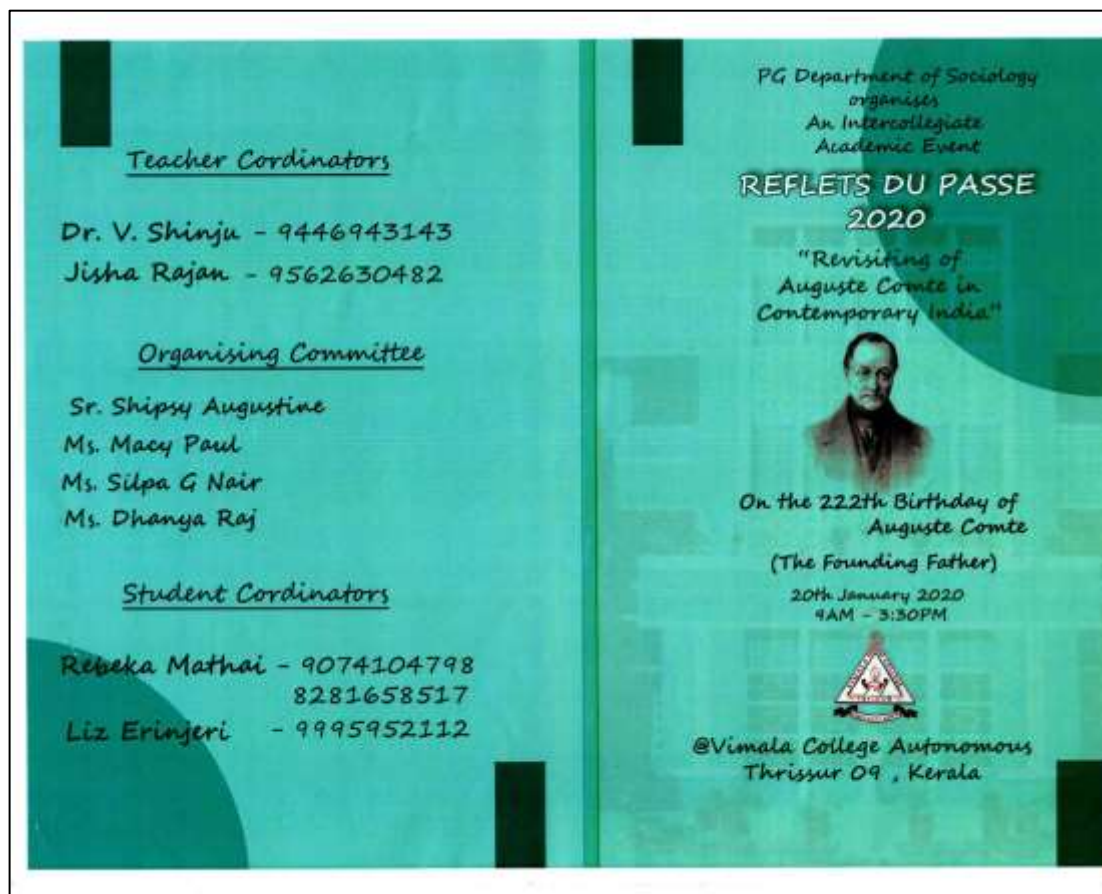 Teacher Cordinators
Dr. V. Shinju - 9446943143
Jisha Rajan - 9562630482
Organising Committee
Sr. Shipsy Augustine
Ms. Macy Paul
Ms. Silpa G Nair
Ms. Dhanya Raj
Student Cordinators
Rebeka Mathai - 9074104798
8281658517
Liz Erinjeri - 9995952112
PG Department of Sociology
organises
An Intercollegiate
Academic Event
REFLETS DU PASSE
2020
"Revisiting of
Auguste Comte in
Contemporary India"
On the 222th Birthday of
Auguste Comte
(The Founding Father)
20th January 2020
9AM - 3:30PM
@Vimala College Autonomous
Thrissur 09 , Kerala